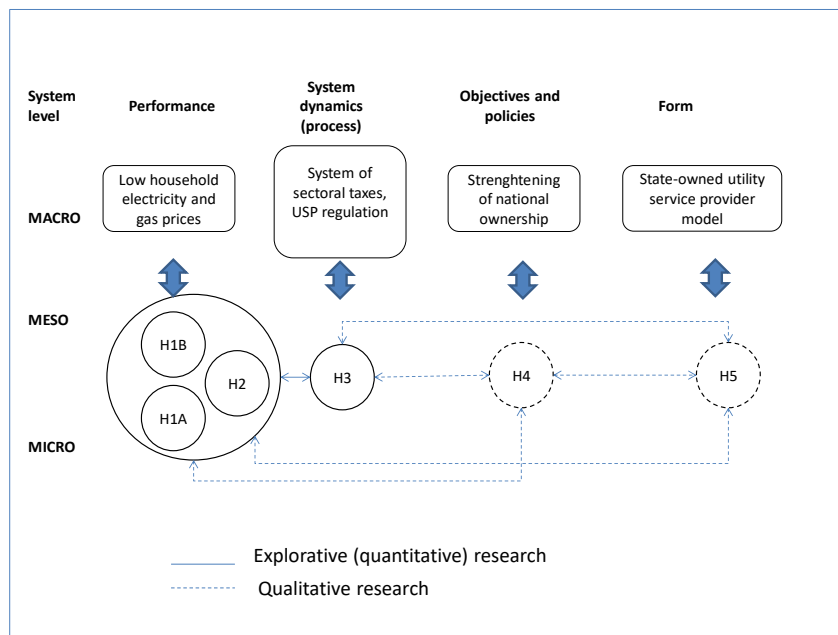 System
level
Performance
System
dynamics
(process)
Objectives and
policies
Form
MACRO
Low household
electricity and
gas prices
System of
sectoral taxes,
USP regulation
Strenghtening
of national
ownership
State-owned utility
service provider
model
MESO
H1B
H2
H1A
H3
H4
H5
MICRO
Explorative (quantitative) research
Qualitative research